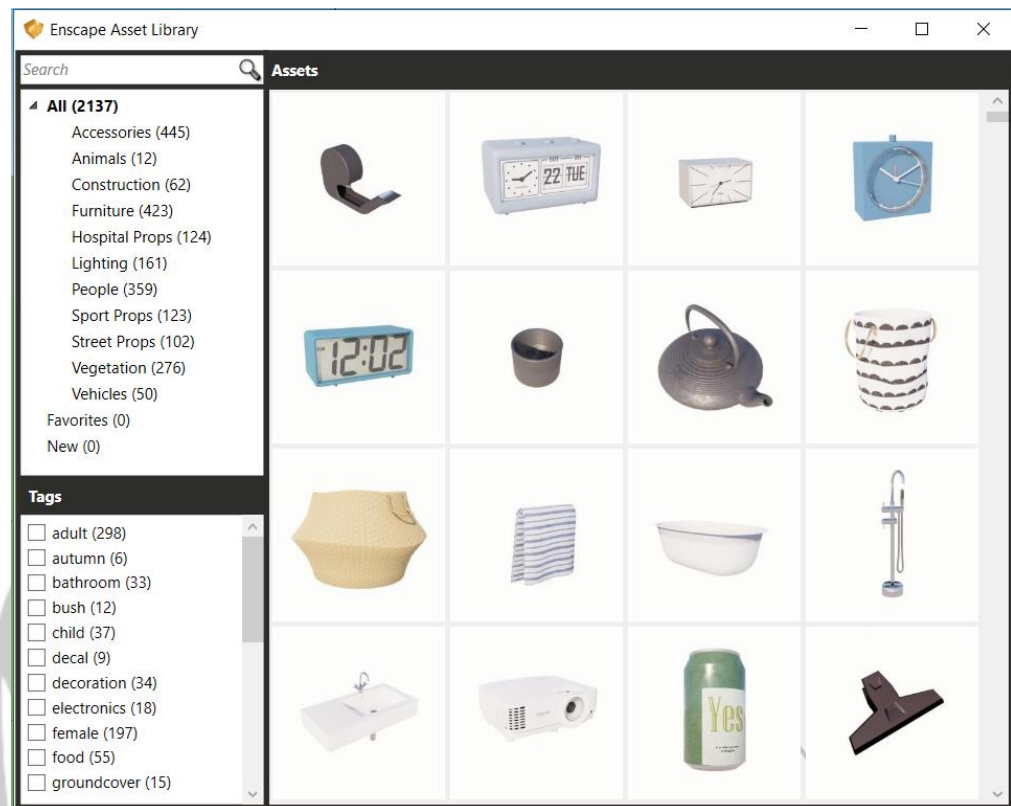 Enscape Asset Library
Search
Assets
All (2137)
Accessories (445)
Animals (12)
Construction (62)
Furniture (423)
Hospital Props (124)
Lighting (161)
People (359)
Sport Props (123)
Street Props (102)
Vegetation (276)
Vehicles (50)
Favorites (0)
New (0)
Tags
adult (298)
autumn (6)
bathroom (33)
bush (12)
child (37)
decal (9)
decoration (34)
electronics (18)
female (197)
food (55)
groundcover (15)
22 TUE
12:02
Yes